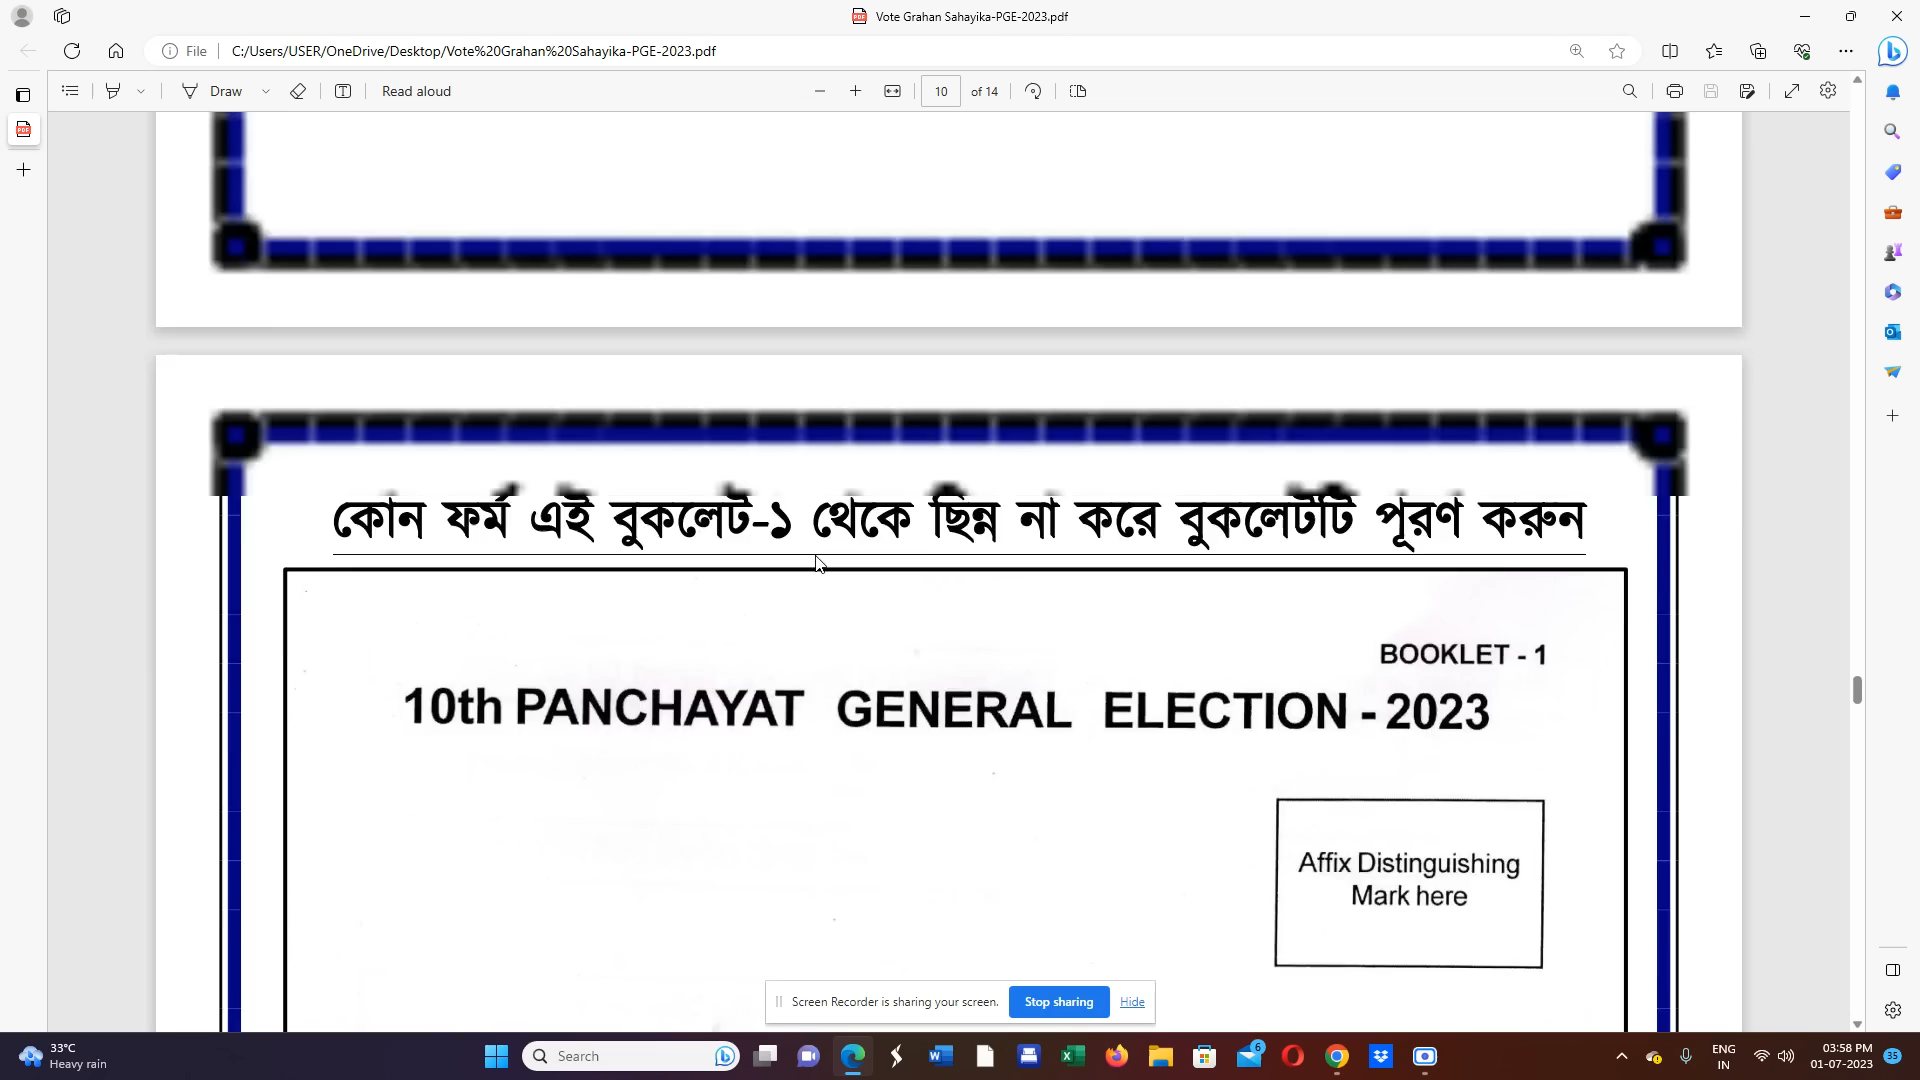 Vote Grahan Sahayika-PGE-2023.pdf
File
C:/Users/USER/OneDrive/Desktop/Vote%20Grahan%20Sahayika-PGE-2023.pdf
Draw
Read aloud
10
of 14
কোন ফর্ম এই বুকলেট-১ থেকে ছিন্ন না করে বুকলেটটি পূরণ করুন
BOOKLET - 1
10th PANCHAYAT GENERAL ELECTION - 2023
Affix Distinguishing
Mark here
Screen Recorder is sharing your screen.
Stop sharing
Hide
33°C
Heavy rain
Search
6
ENG
IN
03:58 PM
01-07-2023
35